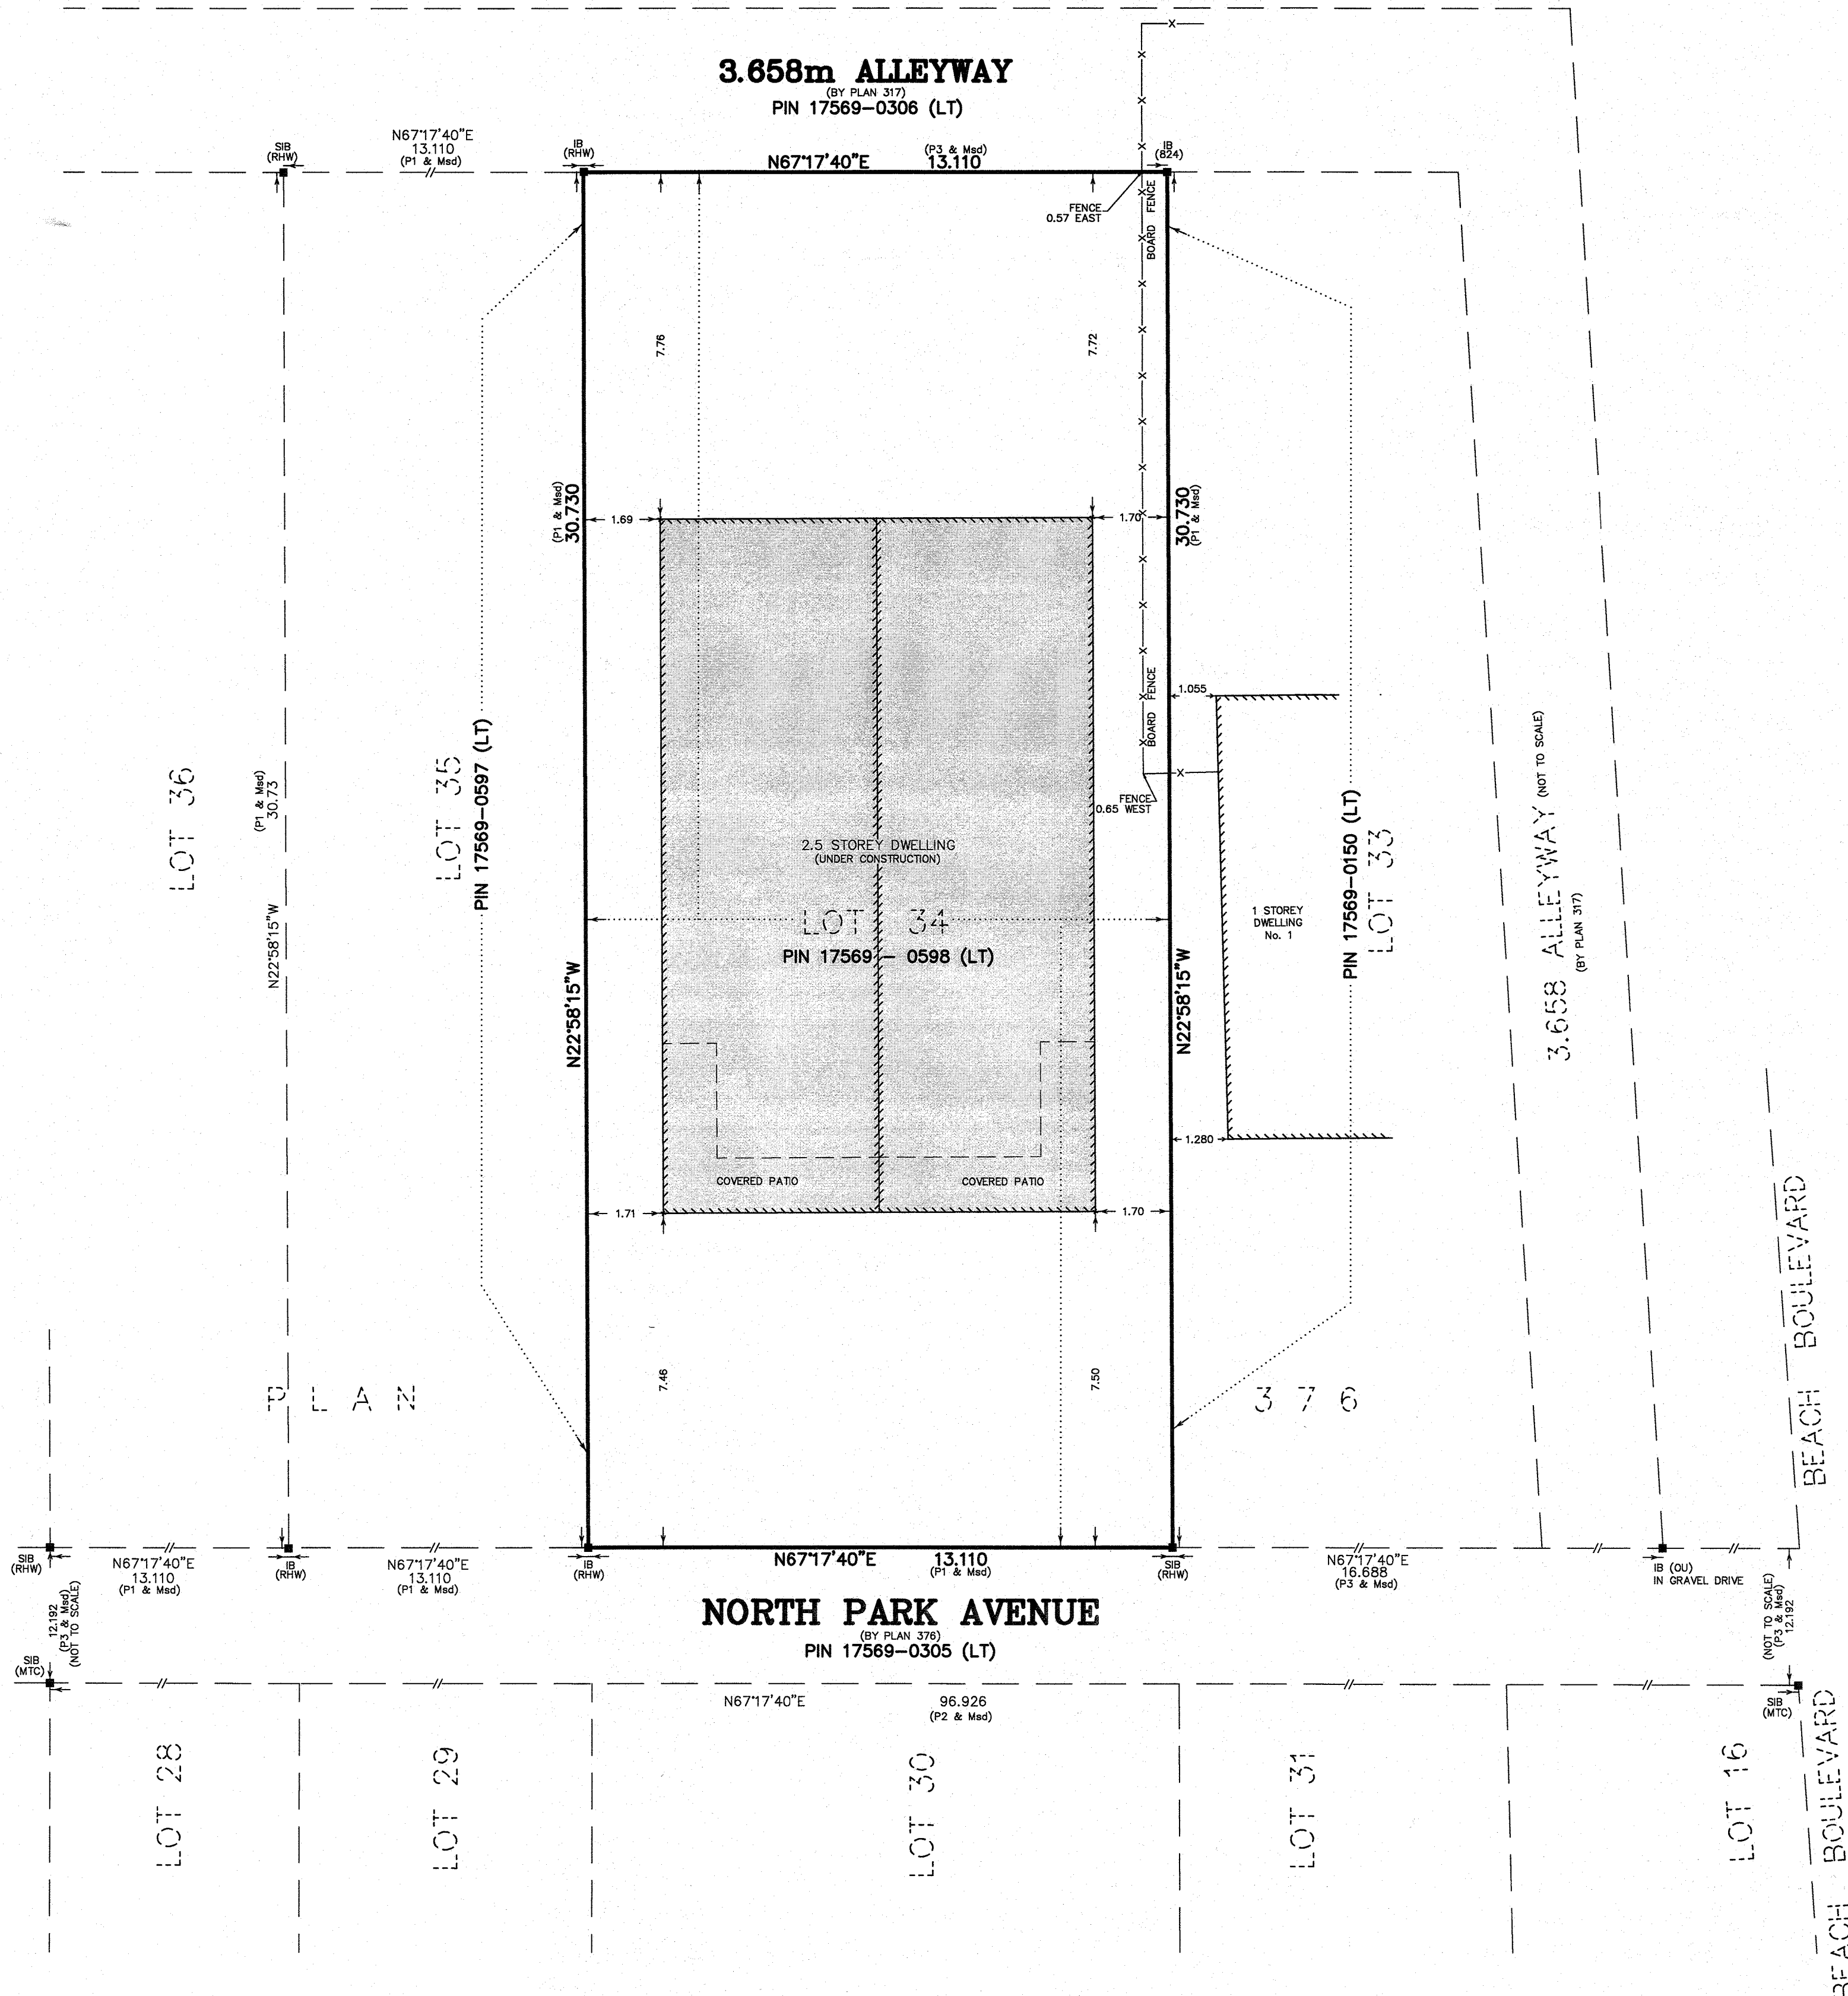 3.658m ALLEYWAY
(BY PLAN 317)
PIN 17569-0306 (LT)
SIB
(RHW)
N67°17'40"E
13.110
(P1 & Msd)
IB
(RHW)
N67°17'40"E
(P3 & Msd)
13.110
IB
(824)
FENCE
0.57 EAST
BOARD FENCE
7.76
7.72
(P1 & Msd)
30.730
1.69
1.70
30.730
(P1 & Msd)
BOARD FENCE
1.055
FENCE
0.65 WEST
LOT 36
(P1 & Msd)
30.73
N22°58'15"W
LOT 35
PIN 17569-0597 (LT)
2.5 STOREY DWELLING
(UNDER CONSTRUCTION)
LOT 34
PIN 17569 - 0598 (LT)
1 STOREY
DWELLING
No. 1
PIN 17569-0150 (LT)
LOT 33
3.658 ALLEYWAY (NOT TO SCALE)
(BY PLAN 317)
N22°58'15"W
N22°58'15"W
1.280
COVERED PATIO
COVERED PATIO
1.71
1.70
BEACH BOULEVARD
7.46
7.50
PLAN
376
SIB
(RHW)
N67°17'40"E
13.110
(P1 & Msd)
IB
(RHW)
N67°17'40"E
13.110
(P1 & Msd)
IB
(RHW)
N67°17'40"E
13.110
(P1 & Msd)
SIB
(RHW)
N67°17'40"E
16.688
(P3 & Msd)
IB (OU)
IN GRAVEL DRIVE
12.192
(P3 & Msd)
(NOT TO SCALE)
NORTH PARK AVENUE
(BY PLAN 376)
PIN 17569-0305 (LT)
(NOT TO SCALE)
(P3 & Msd)
12.192
SIB
(MTC)
N67°17'40"E
96.926
(P2 & Msd)
SIB
(MTC)
LOT 28
LOT 29
LOT 30
LOT 31
LOT 16
BEACH BOULEVARD
BEACH BOULEVARD